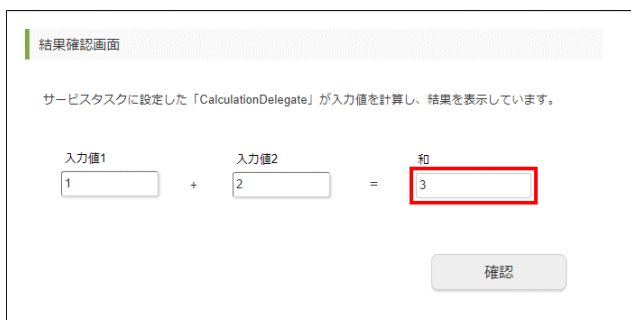 結果確認画面
サービスタスクに設定した「CalculationDelegate」が入力値を計算し、結果を表示しています。
入力値1 入力値2 和
1 + 2 = 3
確認